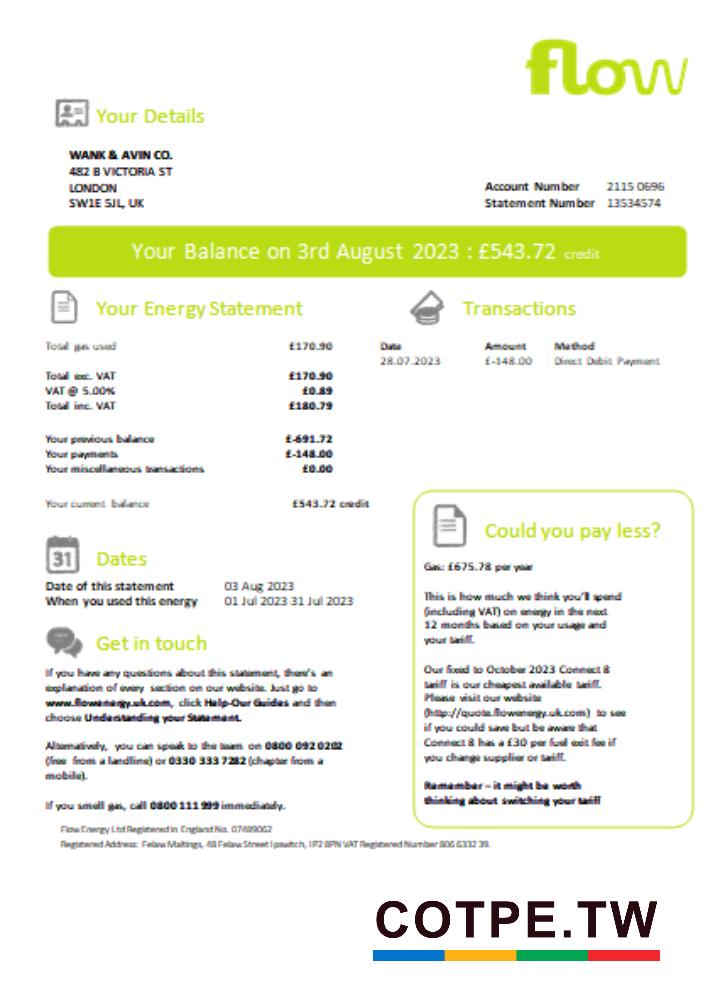 flow
Your Details
WANK & AVIN CO.
482 B VICTORIA ST
LONDON
SW1E 5JL, UK
Account Number 2115 0696
Statement Number 13534574
Your Balance on 3rd August 2023 : £543.72 credit
Your Energy Statement
Total gas used £170.90
Total exc. VAT £170.90
VAT @ 5.00% £0.89
Total inc. VAT £180.79
Your previous balance £-691.72
Your payments £-148.00
Your miscellaneous transactions £0.00
Your current balance £543.72 credit
Transactions
Date Amount Method
28.07.2023 £-148.00 Direct Debit Payment
31 Dates
Date of this statement 03 Aug 2023
When you used this energy 01 Jul 2023-31 Jul 2023
Get in touch
If you have any questions about this statement, there's an
explanation of every section on our website. Just go to
www.flowenergy.uk.com, click Help-Our Guides and then
choose Understanding your Statement.
Alternatively, you can speak to the team on 0800 092 0202
(free from a landline) or 0330 333 7282 (chapter from a
mobile).
If you smell gas, call 0800 111 999 immediately.
Could you pay less?
Gas: £675.78 per year
This is how much we think you'll spend
(including VAT) on energy in the next
12 months based on your usage and
your tariff.
Our fixed to October 2023 Connect 8
tariff is our cheapest available tariff.
Please visit our website
(http://quote.flowenergy.uk.com) to see
if you could save but be aware that
Connect 8 has a £30 per fuel exit fee if
you change supplier or tariff.
Remember – it might be worth
thinking about switching your tariff
Flow Energy Ltd Registered in England No. 07489062
Registered Address: Felaw Maltings, 48 Felaw Street Ipswitch, IP2 8PN VAT Registered Number 806 6332 39.
COTPE.TW